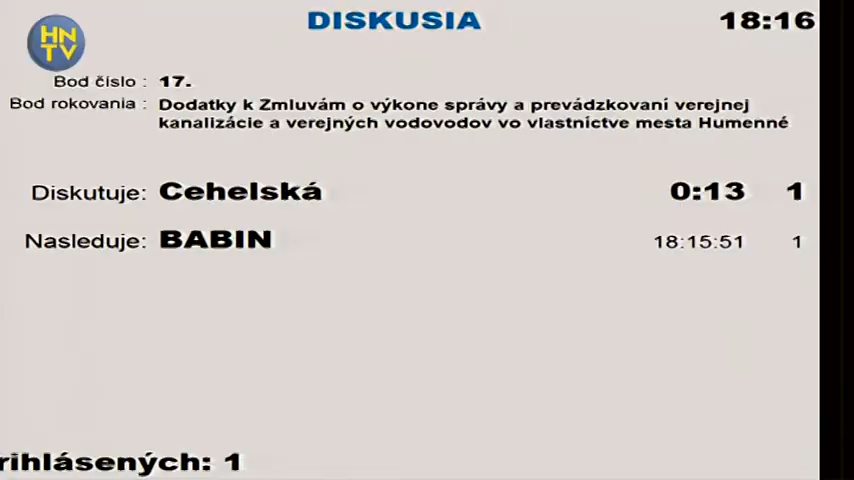 HN
TV
DISKUSIA 18:16
Bod číslo : 17.
Bod rokovania : Dodatky k Zmluvám o výkone správy a prevádzkovaní verejnej
kanalizácie a verejných vodovodov vo vlastníctve mesta Humenné
Diskutuje: Cehelská 0:13 1
Nasleduje: BABIN 18:15:51 1
rihlásených: 1